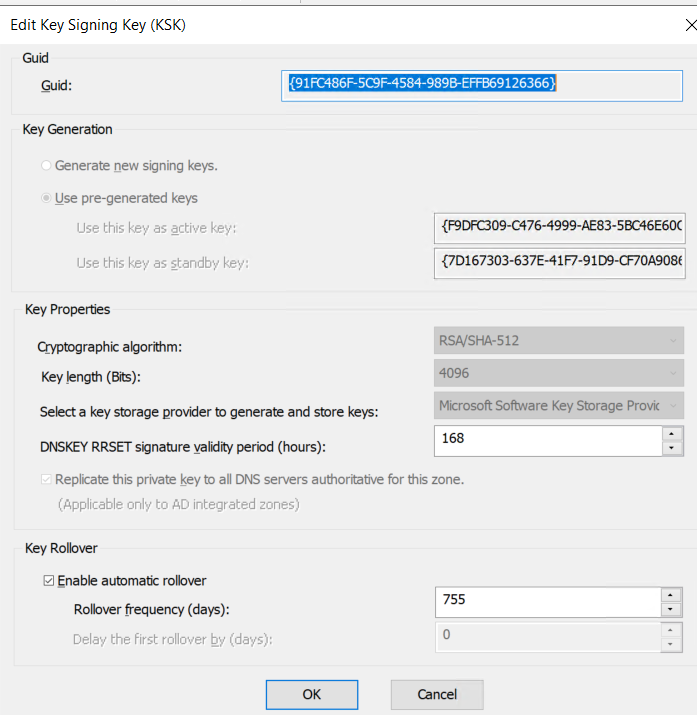 Edit Key Signing Key (KSK)
Guid
Guid: {91FC486F-5C9F-4584-989B-EFFB69126366}
Key Generation
Generate new signing keys.
Use pre-generated keys
Use this key as active key: {F9DFC309-C476-4999-AE83-5BC46E60C
Use this key as standby key: {7D167303-637E-41F7-91D9-CF70A9086
Key Properties
Cryptographic algorithm: RSA/SHA-512
Key length (Bits): 4096
Select a key storage provider to generate and store keys: Microsoft Software Key Storage Provic
DNSKEY RRSET signature validity period (hours): 168
Replicate this private key to all DNS servers authoritative for this zone.
(Applicable only to AD integrated zones)
Key Rollover
Enable automatic rollover
Rollover frequency (days): 755
Delay the first rollover by (days): 0
OK Cancel